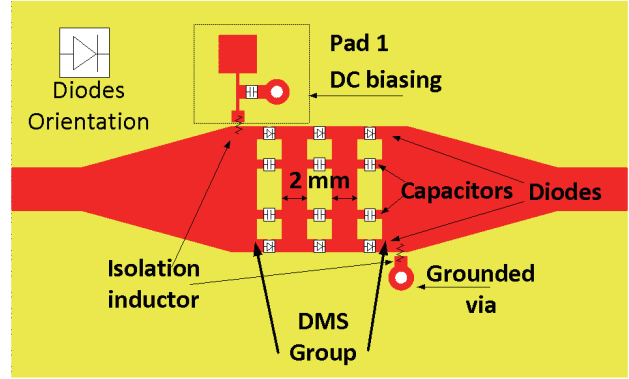 Pad 1
DC biasing
Diodes
Orientation
2 mm
Capacitors
Diodes
Isolation
inductor
Grounded
via
DMS
Group